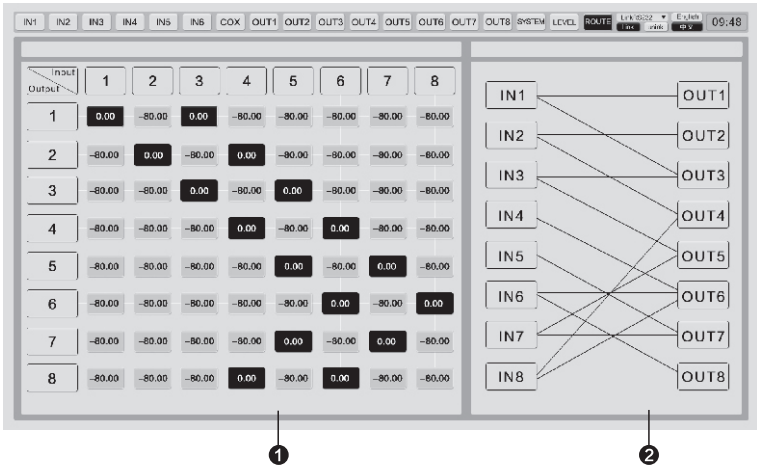 IN1 IN2 IN3 IN4 IN5 IN6 COX OUT1 OUT2 OUT3 OUT4 OUT5 OUT6 OUT7 OUT8 SYSTEM LEVEL ROUTE English 09:48
Link 中文
Input 1 2 3 4 5 6 7 8
Output
1 0.00 -80.00 0.00 -80.00 -80.00 -80.00 -80.00 -80.00
2 -80.00 0.00 -80.00 0.00 -80.00 -80.00 -80.00 -80.00
3 -80.00 -80.00 0.00 -80.00 0.00 -80.00 -80.00 -80.00
4 -80.00 -80.00 -80.00 0.00 -80.00 0.00 -80.00 -80.00
5 -80.00 -80.00 -80.00 -80.00 0.00 -80.00 0.00 -80.00
6 -80.00 -80.00 -80.00 -80.00 -80.00 0.00 -80.00 0.00
7 -80.00 -80.00 -80.00 -80.00 0.00 -80.00 0.00 -80.00
8 -80.00 -80.00 -80.00 0.00 -80.00 0.00 -80.00 -80.00
IN1 OUT1
IN2 OUT2
IN3 OUT3
IN4 OUT4
IN5 OUT5
IN6 OUT6
IN7 OUT7
IN8 OUT8
1 2